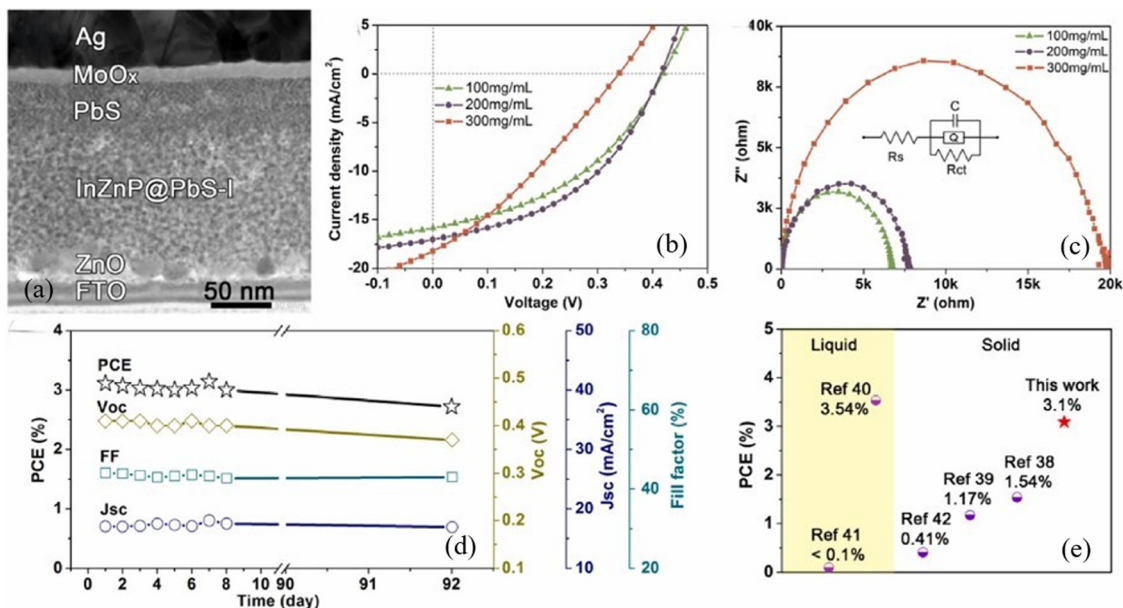 Ag
MoOx
PbS
InZnP@PbS-I
ZnO
FTO
(a)
50 nm
Current density (mA/cm²)
5
0
-5
-10
-15
-20
100mg/mL
200mg/mL
300mg/mL
(b)
-0.1 0.0 0.1 0.2 0.3 0.4 0.5
Voltage (V)
Z'' (ohm)
10k
8k
5k
3k
0
100mg/mL
200mg/mL
300mg/mL
C
Q
Rs
Rct
(c)
0 5k 10k 15k 20k
Z' (ohm)
PCE (%)
4
3
2
1
0
PCE
Voc
FF
Jsc
0 2 4 6 8 10 90 91 92
Time (day)
(d)
0.6
0.5
0.4
0.3
0.2
0.1
Voc (V)
50
40
30
20
10
Jsc (mA/cm²)
80
60
40
20
Fill factor (%)
PCE (%)
5
4
3
2
1
0
Liquid
Solid
Ref 40
3.54%
This work
3.1%
Ref 38
1.54%
Ref 39
1.17%
Ref 42
0.41%
Ref 41
< 0.1%
(e)